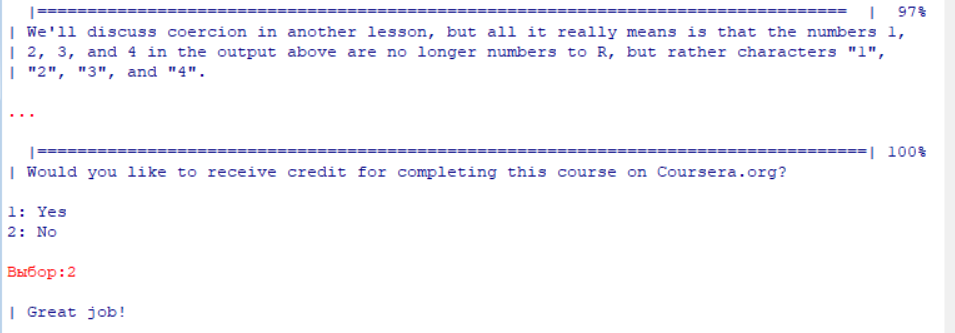 |================================================================================= | 97%
| We'll discuss coercion in another lesson, but all it really means is that the numbers 1,
| 2, 3, and 4 in the output above are no longer numbers to R, but rather characters "1",
| "2", "3", and "4".
...
|===================================================================================| 100%
| Would you like to receive credit for completing this course on Coursera.org?
1: Yes
2: No
Выбор:2
| Great job!